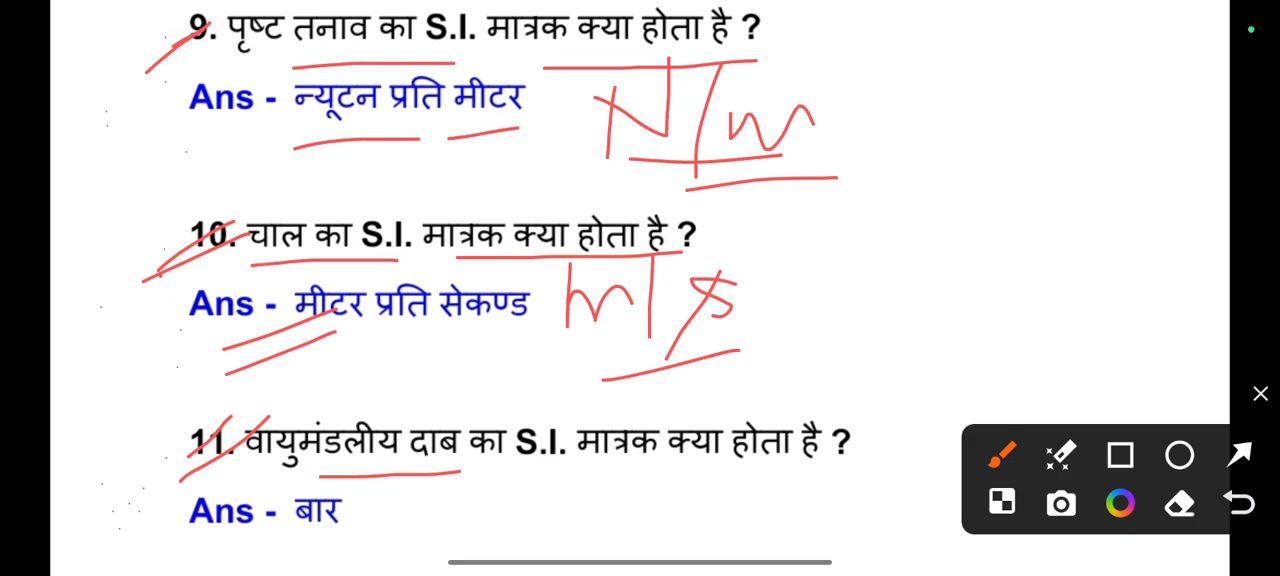 9. पृष्ट तनाव का S.I. मात्रक क्या होता है ?
Ans - न्यूटन प्रति मीटर
N/m
10. चाल का S.I. मात्रक क्या होता है ?
Ans - मीटर प्रति सेकण्ड
m/s
11. वायुमंडलीय दाब का S.I. मात्रक क्या होता है ?
Ans - बार